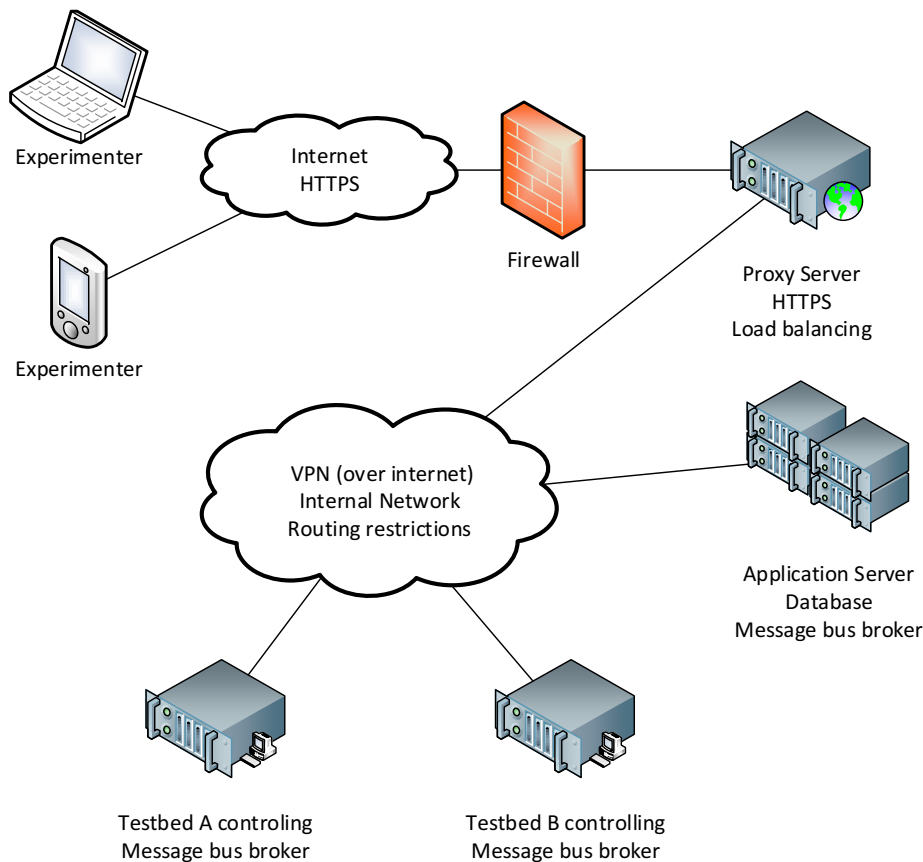 Experimenter
Internet
HTTPS
Firewall
Proxy Server
HTTPS
Load balancing
Experimenter
VPN (over internet)
Internal Network
Routing restrictions
Application Server
Database
Message bus broker
Testbed A controling
Message bus broker
Testbed B controlling
Message bus broker